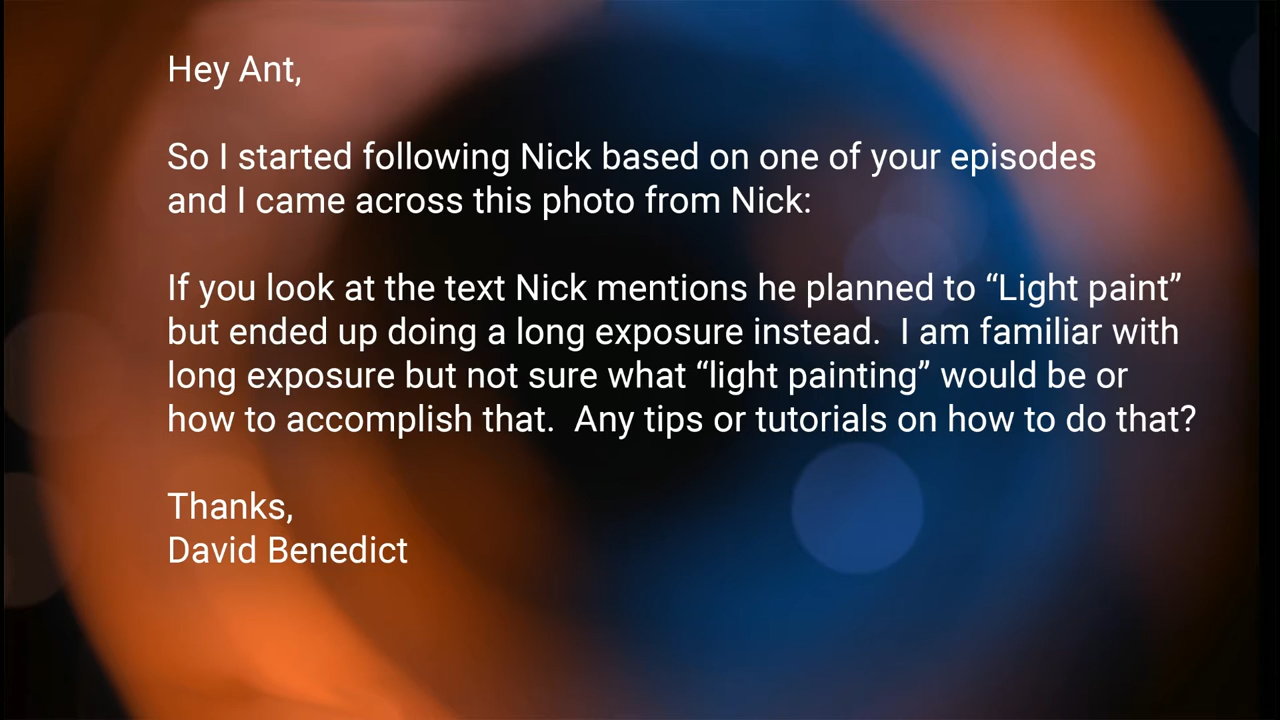 Hey Ant,
So I started following Nick based on one of your episodes
and I came across this photo from Nick:
If you look at the text Nick mentions he planned to “Light paint”
but ended up doing a long exposure instead.  I am familiar with
long exposure but not sure what “light painting” would be or
how to accomplish that.  Any tips or tutorials on how to do that?
Thanks,
David Benedict